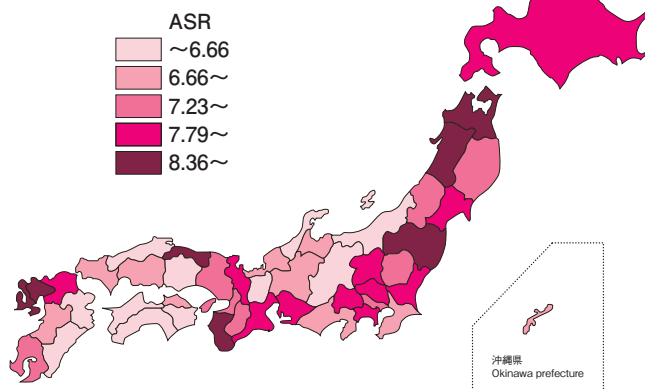 ASR
〜6.66
6.66〜
7.23〜
7.79〜
8.36〜
沖縄県
Okinawa prefecture